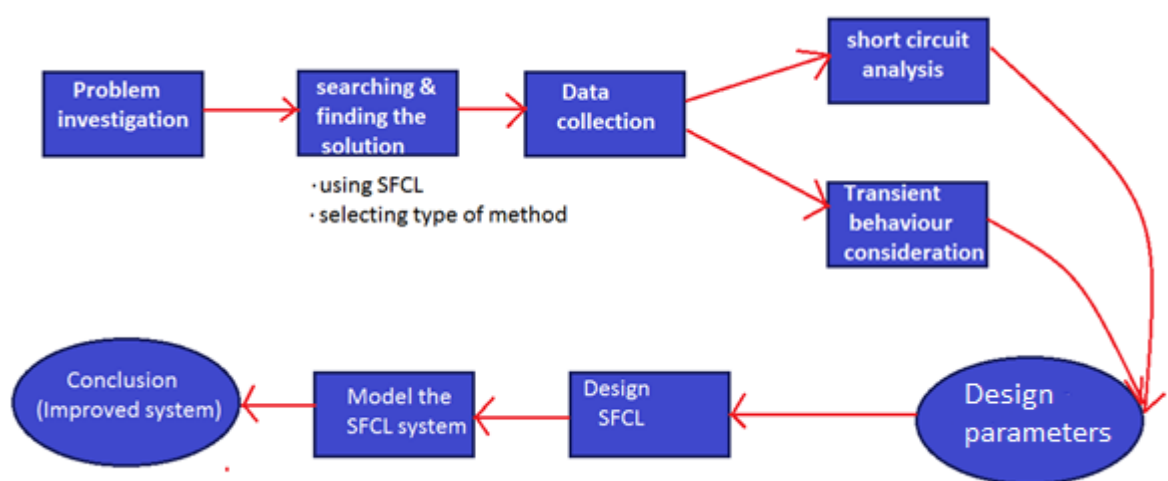 Problem
investigation
searching &
finding the
solution
· using SFCL
· selecting type of method
Data
collection
short circuit
analysis
Transient
behaviour
consideration
Design
parameters
Design
SFCL
Model the
SFCL system
Conclusion
(Improved system)